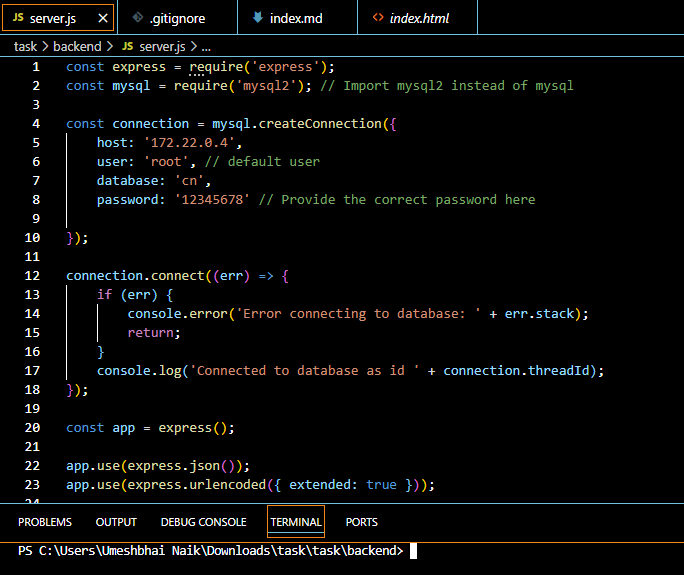 JS server.js ✕ .gitignore index.md <> index.html
task > backend > JS server.js > ...
1 const express = require('express');
2 const mysql = require('mysql2'); // Import mysql2 instead of mysql
3
4 const connection = mysql.createConnection({
5 host: '172.22.0.4',
6 user: 'root', // default user
7 database: 'cn',
8 password: '12345678' // Provide the correct password here
9
10 });
11
12 connection.connect((err) => {
13 if (err) {
14 console.error('Error connecting to database: ' + err.stack);
15 return;
16 }
17 console.log('Connected to database as id ' + connection.threadId);
18 });
19
20 const app = express();
21
22 app.use(express.json());
23 app.use(express.urlencoded({ extended: true }));
24
PROBLEMS OUTPUT DEBUG CONSOLE TERMINAL PORTS
PS C:\Users\Umeshbhai Naik\Downloads\task\task\backend>